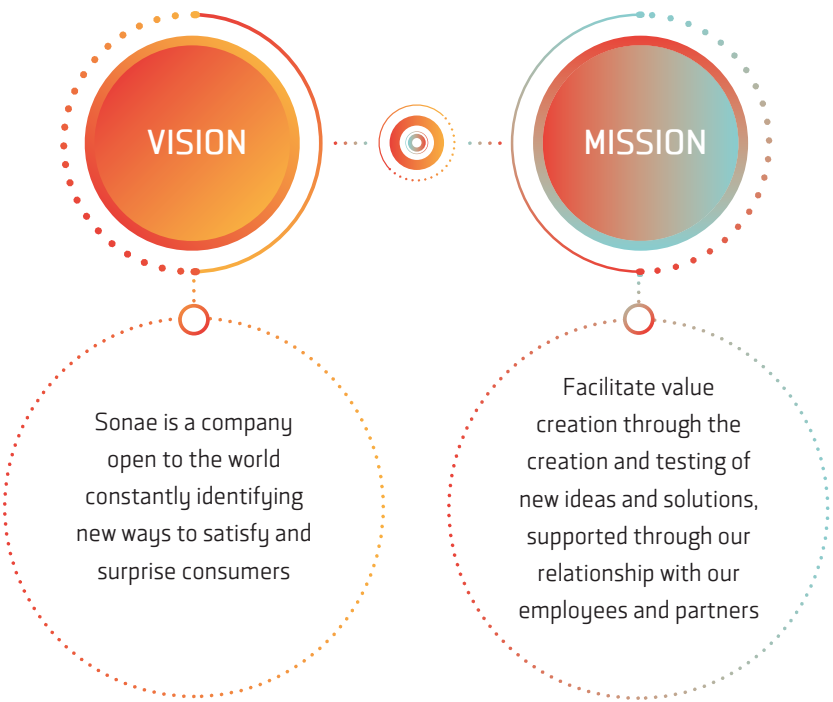 VISION
MISSION
Sonae is a company
open to the world
constantly identifying
new ways to satisfy and
surprise consumers
Facilitate value
creation through the
creation and testing of
new ideas and solutions,
supported through our
relationship with our
employees and partners